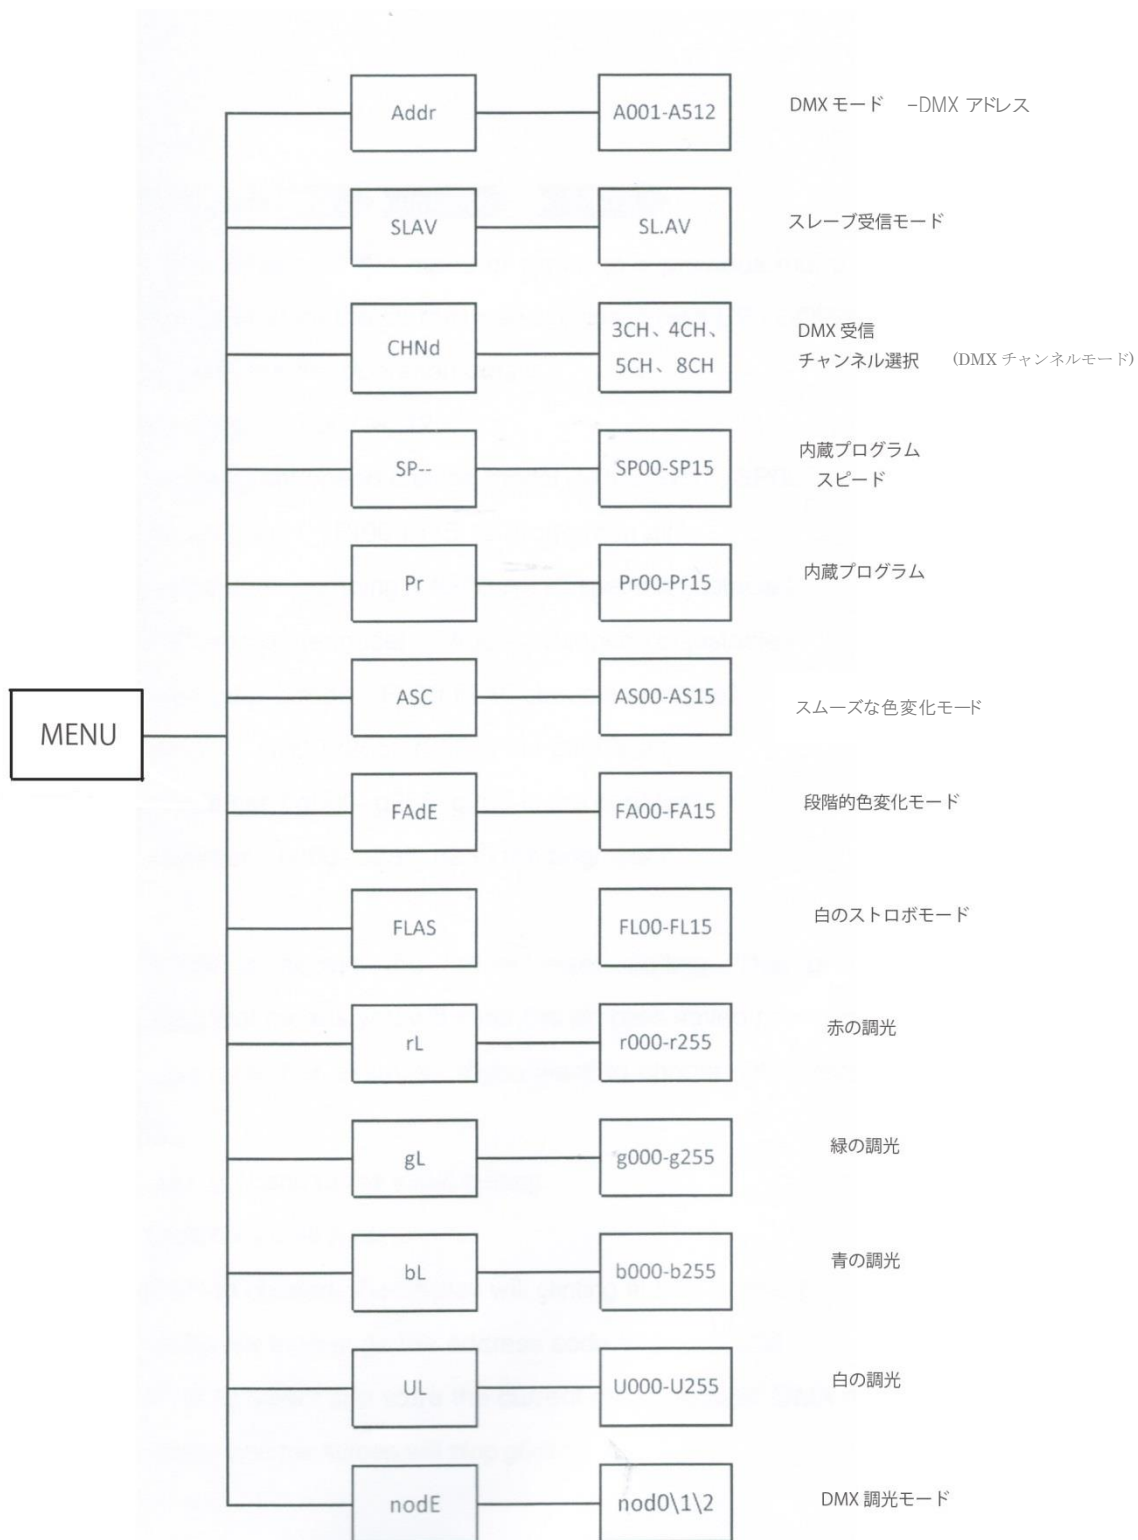 Addr
A001-A512
DMX モード －DMX アドレス
SLAV
SL.AV
スレーブ受信モード
CHNd
3CH、4CH、
5CH、8CH
DMX 受信
チャンネル選択 (DMX チャンネルモード)
SP--
SP00-SP15
内蔵プログラム
スピード
Pr
Pr00-Pr15
内蔵プログラム
MENU
ASC
AS00-AS15
スムーズな色変化モード
FAdE
FA00-FA15
段階的色変化モード
FLAS
FL00-FL15
白のストロボモード
rL
r000-r255
赤の調光
gL
g000-g255
緑の調光
bL
b000-b255
青の調光
UL
U000-U255
白の調光
nodE
nod0\1\2
DMX 調光モード